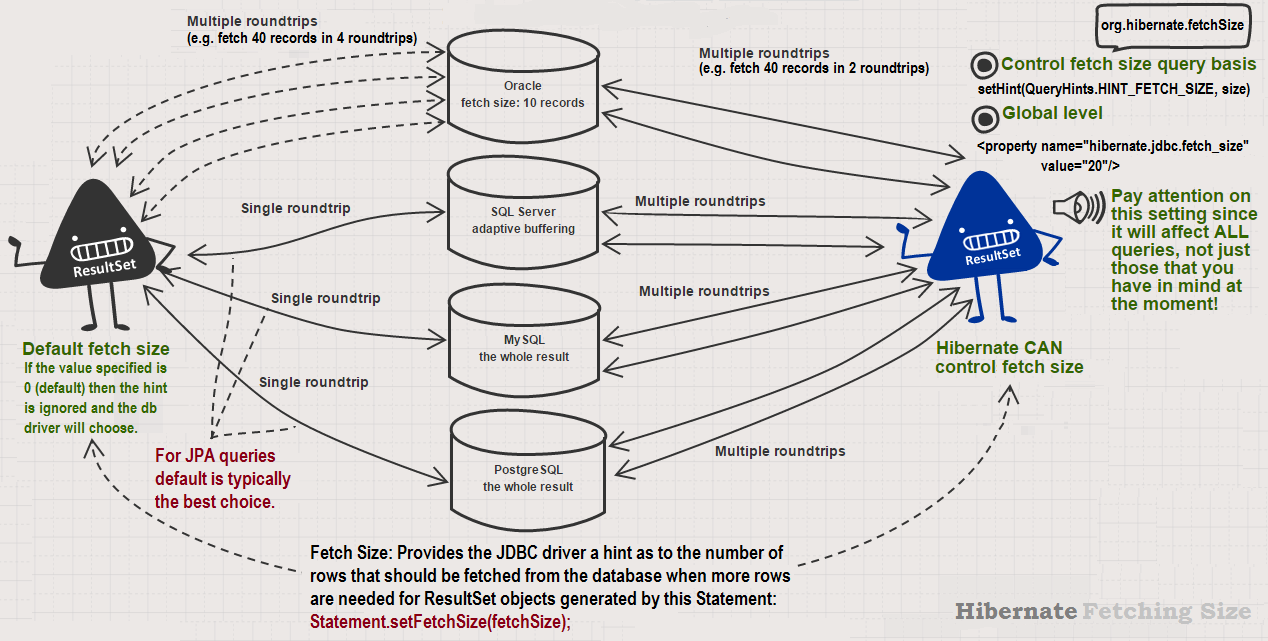 Multiple roundtrips
(e.g. fetch 40 records in 4 roundtrips)
Oracle
fetch size: 10 records
Multiple roundtrips
(e.g. fetch 40 records in 2 roundtrips)
org.hibernate.fetchSize
Control fetch size query basis
setHint(QueryHints.HINT_FETCH_SIZE, size)
Global level
<property name="hibernate.jdbc.fetch_size"
value="20"/>
Single roundtrip
SQL Server
adaptive buffering
Multiple roundtrips
ResultSet
ResultSet
Pay attention on
this setting since
it will affect ALL
queries, not just
those that you
have in mind at
the moment!
Single roundtrip
MySQL
the whole result
Multiple roundtrips
Default fetch size
If the value specified is
0 (default) then the hint
is ignored and the db
driver will choose.
Hibernate CAN
control fetch size
Single roundtrip
For JPA queries
default is typically
the best choice.
PostgreSQL
the whole result
Multiple roundtrips
Fetch Size: Provides the JDBC driver a hint as to the number of
rows that should be fetched from the database when more rows
are needed for ResultSet objects generated by this Statement:
Statement.setFetchSize(fetchSize);
Hibernate Fetching Size